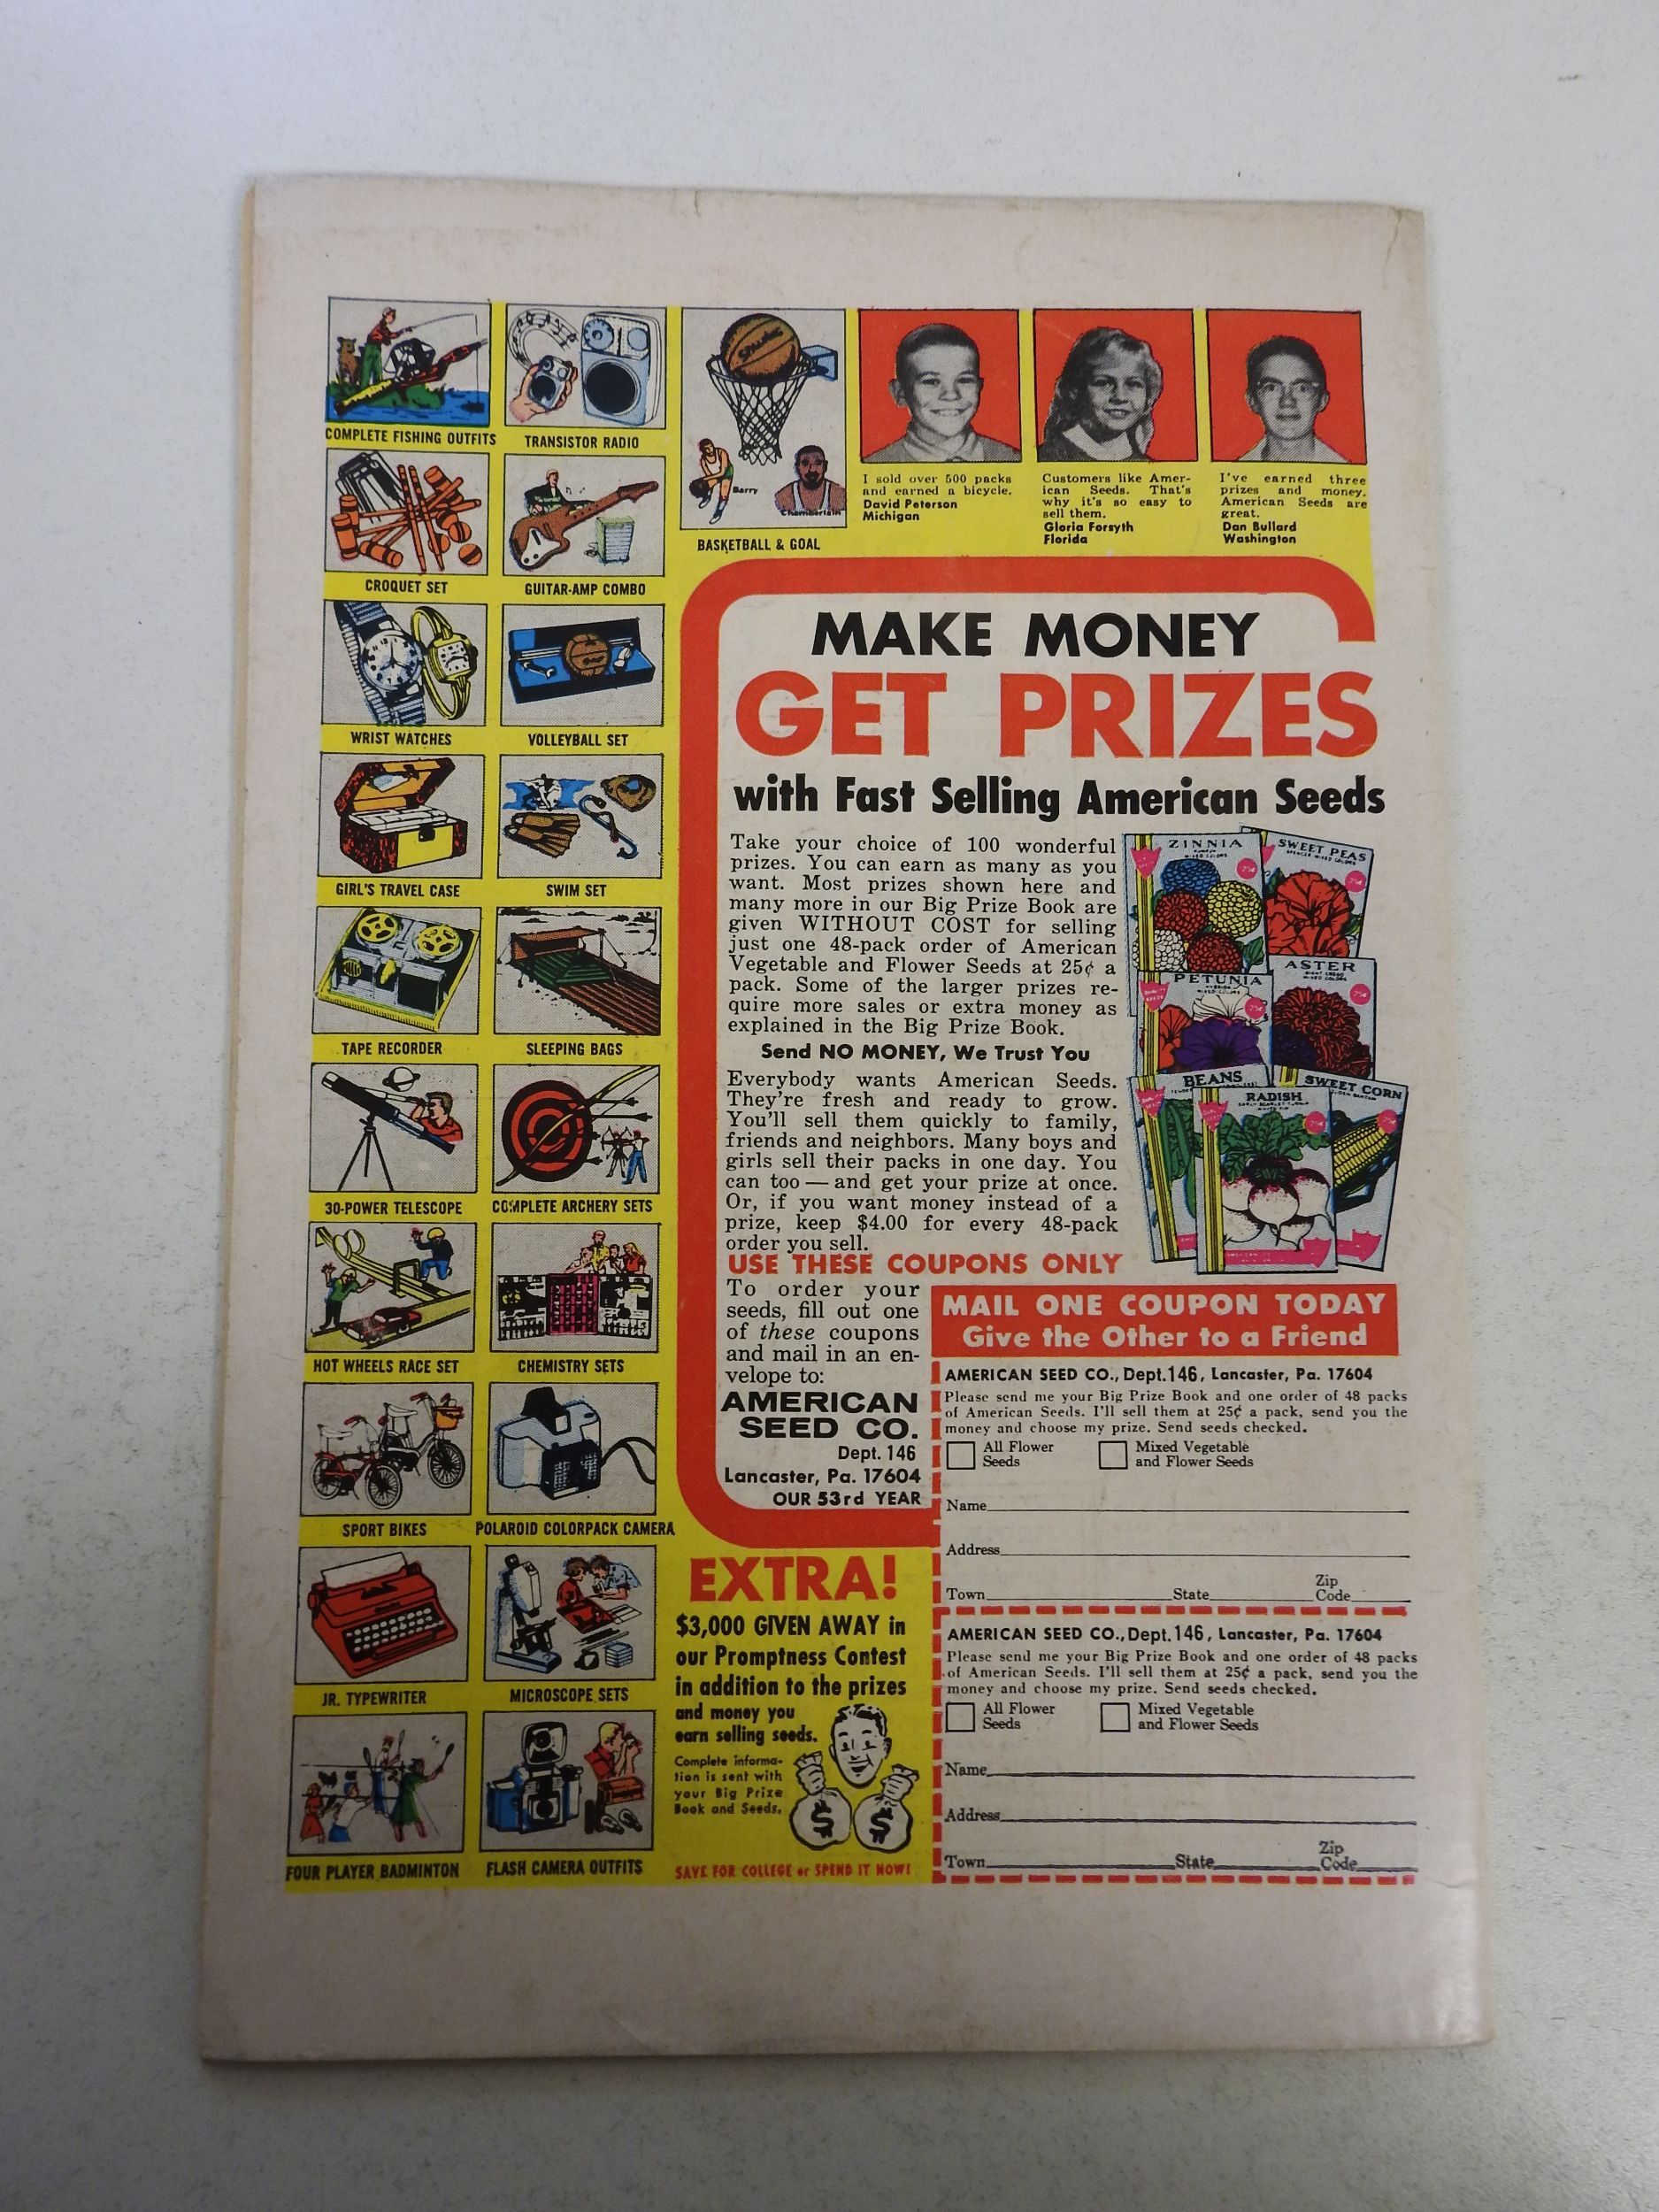 COMPLETE FISHING OUTFITS
TRANSISTOR RADIO
CROQUET SET
GUITAR-AMP COMBO
WRIST WATCHES
VOLLEYBALL SET
GIRL'S TRAVEL CASE
SWIM SET
TAPE RECORDER
SLEEPING BAGS
30-POWER TELESCOPE
COMPLETE ARCHERY SETS
HOT WHEELS RACE SET
CHEMISTRY SETS
SPORT BIKES
POLAROID COLORPACK CAMERA
JR. TYPEWRITER
MICROSCOPE SETS
FOUR PLAYER BADMINTON
FLASH CAMERA OUTFITS
Barry
Chamberlain
BASKETBALL & GOAL
I sold over 500 packs
and earned a bicycle.
David Peterson
Michigan
Customers like Amer-
ican Seeds. That's
why it's so easy to
sell them.
Gloria Forsyth
Florida
I've earned three
prizes and money.
American Seeds are
great.
Dan Bullard
Washington
MAKE MONEY
GET PRIZES
with Fast Selling American Seeds
Take your choice of 100 wonderful
prizes. You can earn as many as you
want. Most prizes shown here and
many more in our Big Prize Book are
given WITHOUT COST for selling
just one 48-pack order of American
Vegetable and Flower Seeds at 25¢ a
pack. Some of the larger prizes re-
quire more sales or extra money as
explained in the Big Prize Book.
Send NO MONEY, We Trust You
Everybody wants American Seeds.
They're fresh and ready to grow.
You'll sell them quickly to family,
friends and neighbors. Many boys and
girls sell their packs in one day. You
can too — and get your prize at once.
Or, if you want money instead of a
prize, keep $4.00 for every 48-pack
order you sell.
ZINNIA
SWEET PEAS
PETUNIA
ASTER
BEANS
RADISH
SWEET CORN
USE THESE COUPONS ONLY
To order your
seeds, fill out one
of these coupons
and mail in an en-
velope to:
AMERICAN
SEED CO.
Dept. 146
Lancaster, Pa. 17604
OUR 53rd YEAR
MAIL ONE COUPON TODAY
Give the Other to a Friend
AMERICAN SEED CO., Dept. 146, Lancaster, Pa. 17604
Please send me your Big Prize Book and one order of 48 packs
of American Seeds. I'll sell them at 25¢ a pack, send you the
money and choose my prize. Send seeds checked.
All Flower
Seeds
Mixed Vegetable
and Flower Seeds
Name
Address
Town State Zip
Code
AMERICAN SEED CO., Dept. 146, Lancaster, Pa. 17604
Please send me your Big Prize Book and one order of 48 packs
of American Seeds. I'll sell them at 25¢ a pack, send you the
money and choose my prize. Send seeds checked.
All Flower
Seeds
Mixed Vegetable
and Flower Seeds
Name
Address
Town State Zip
Code
EXTRA!
$3,000 GIVEN AWAY in
our Promptness Contest
in addition to the prizes
and money you
earn selling seeds.
Complete informa-
tion is sent with
your Big Prize
Book and Seeds.
$ $
SAVE FOR COLLEGE or SPEND IT NOW!